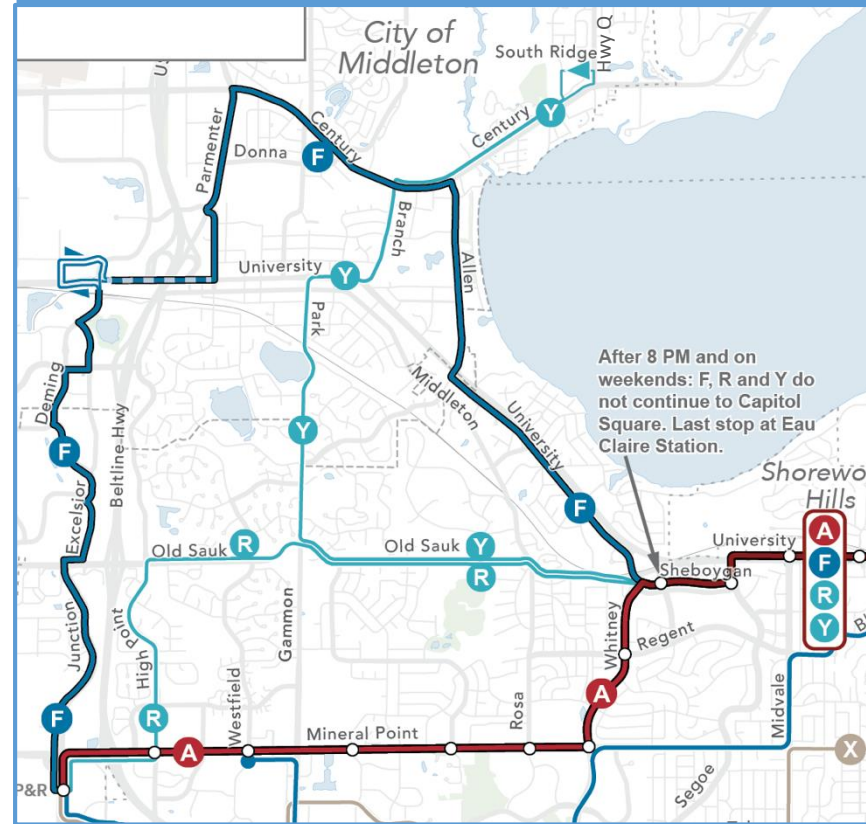 City of
Middleton
South Ridge
Hwy Q
Y
Century
Century
Donna
F
Parmenter
Branch
Allen
University
Y
Park
Middleton
University
After 8 PM and on
weekends: F, R and Y do
not continue to Capitol
Square. Last stop at Eau
Claire Station.
Deming
F
Beltline Hwy
Y
F
Excelsior
Old Sauk
R
Old Sauk
Y
R
Sheboygan
University
Hills
A
F
R
Y
Junction
High
Point
Gammon
Whitney
Regent
A
Midvale
F
R
A
Westfield
Mineral Point
Rosa
Segoe
X
P&R